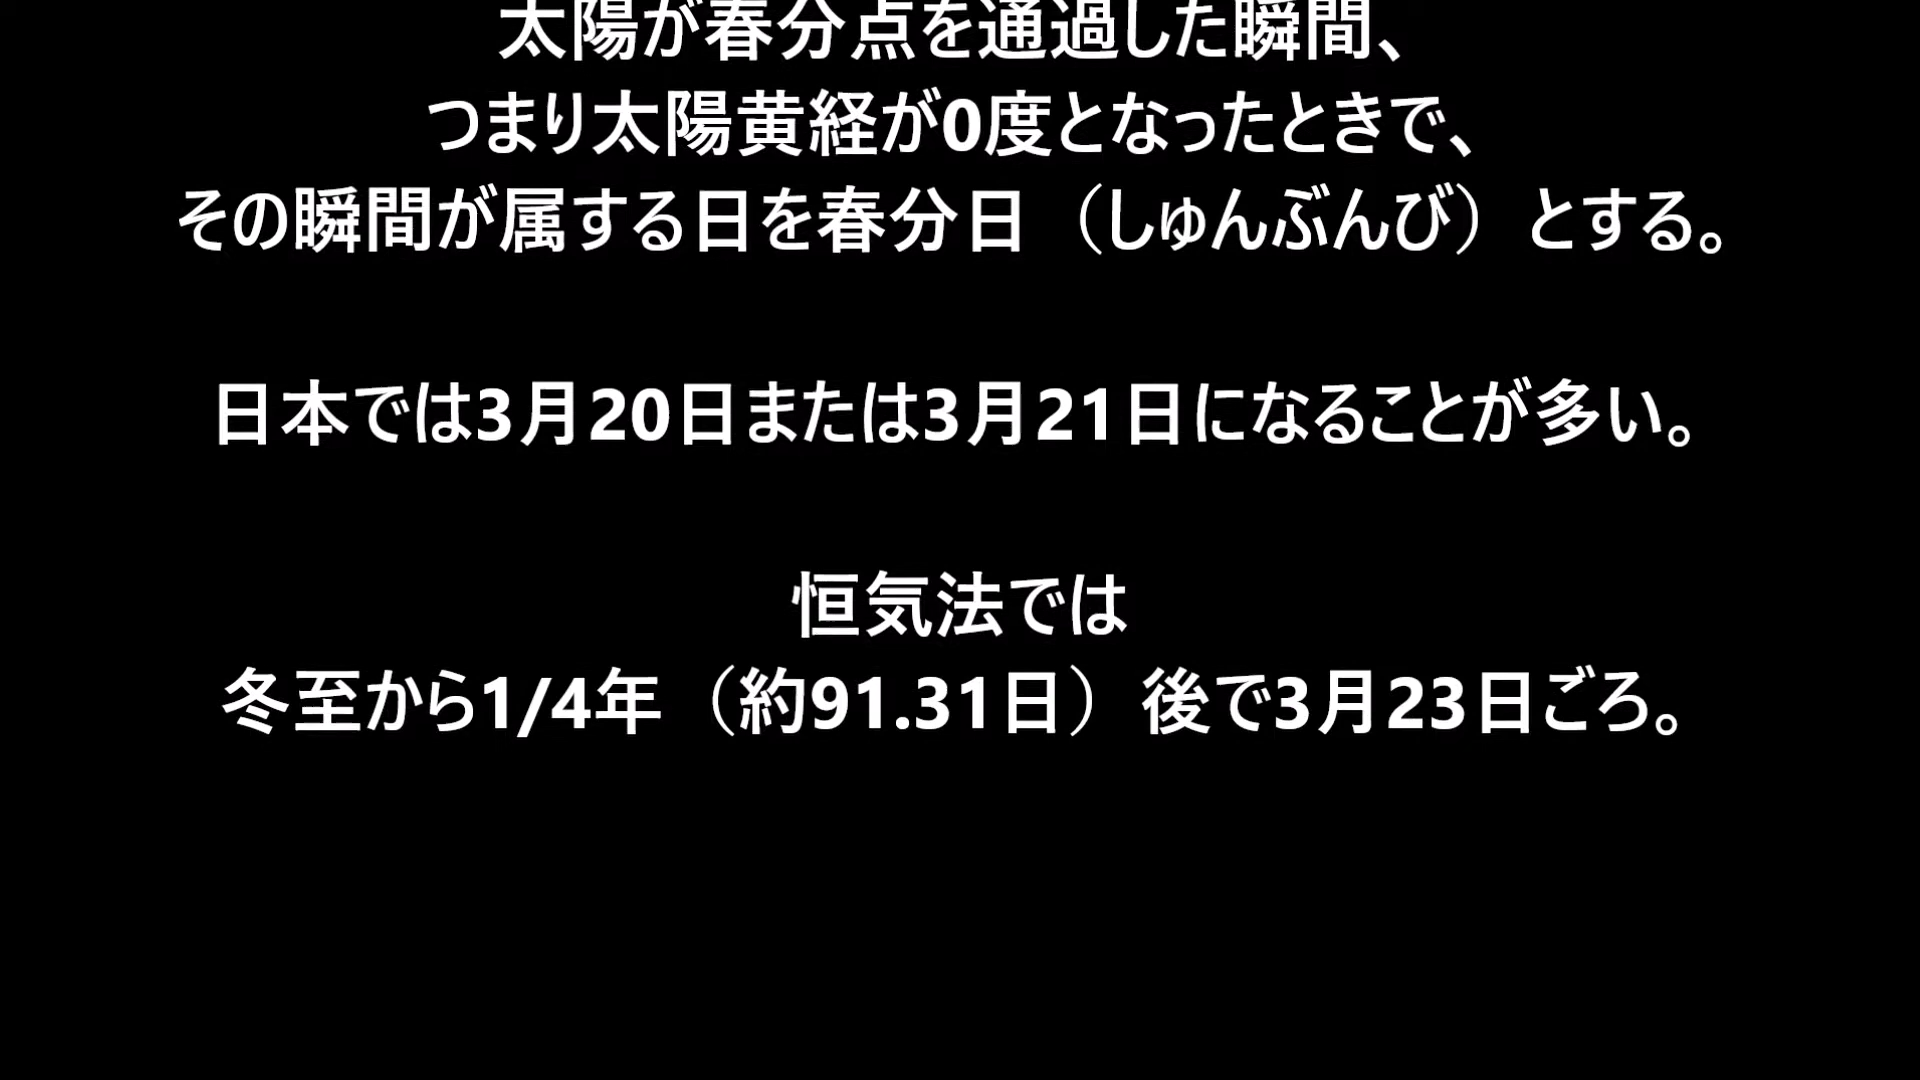 太陽が春分点を通過した瞬間、
つまり太陽黄経が0度となったときで、
その瞬間が属する日を春分日（しゅんぶんび）とする。
日本では3月20日または3月21日になることが多い。
恒気法では
冬至から1/4年（約91.31日）後で3月23日ごろ。